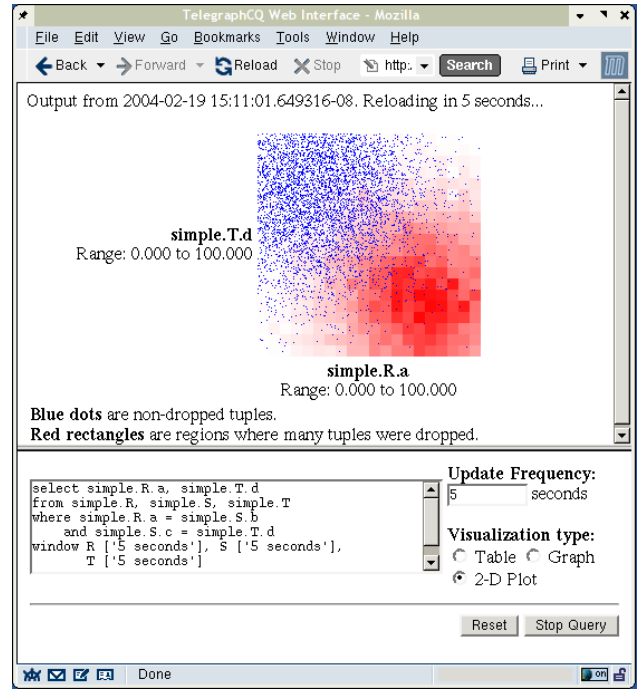 TelegraphCQ Web Interface - Mozilla
File Edit View Go Bookmarks Tools Window Help
Back Forward Reload Stop http:. Search Print
Output from 2004-02-19 15:11:01.649316-08. Reloading in 5 seconds...
simple.T.d
Range: 0.000 to 100.000
simple.R.a
Range: 0.000 to 100.000
Blue dots are non-dropped tuples.
Red rectangles are regions where many tuples were dropped.
select simple.R.a, simple.T.d
from simple.R, simple.S, simple.T
where simple.R.a = simple.S.b
and simple.S.c = simple.T.d
window R ['5 seconds'], S ['5 seconds'],
T ['5 seconds']
Update Frequency:
5 seconds
Visualization type:
Table Graph
2-D Plot
Reset Stop Query
Done on